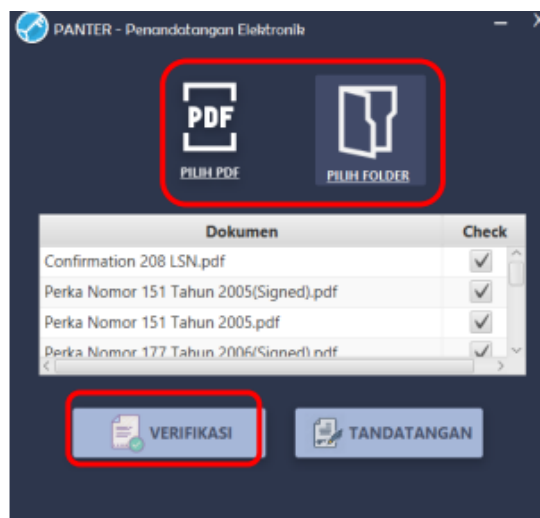 PANTER - Penandatangan Elektronik
PDF
PILIH PDF PILIH FOLDER
Dokumen Check
Confirmation 208 LSN.pdf
Perka Nomor 151 Tahun 2005(Signed).pdf
Perka Nomor 151 Tahun 2005.pdf
Perka Nomor 177 Tahun 2006(Signed).pdf
VERIFIKASI TANDATANGAN